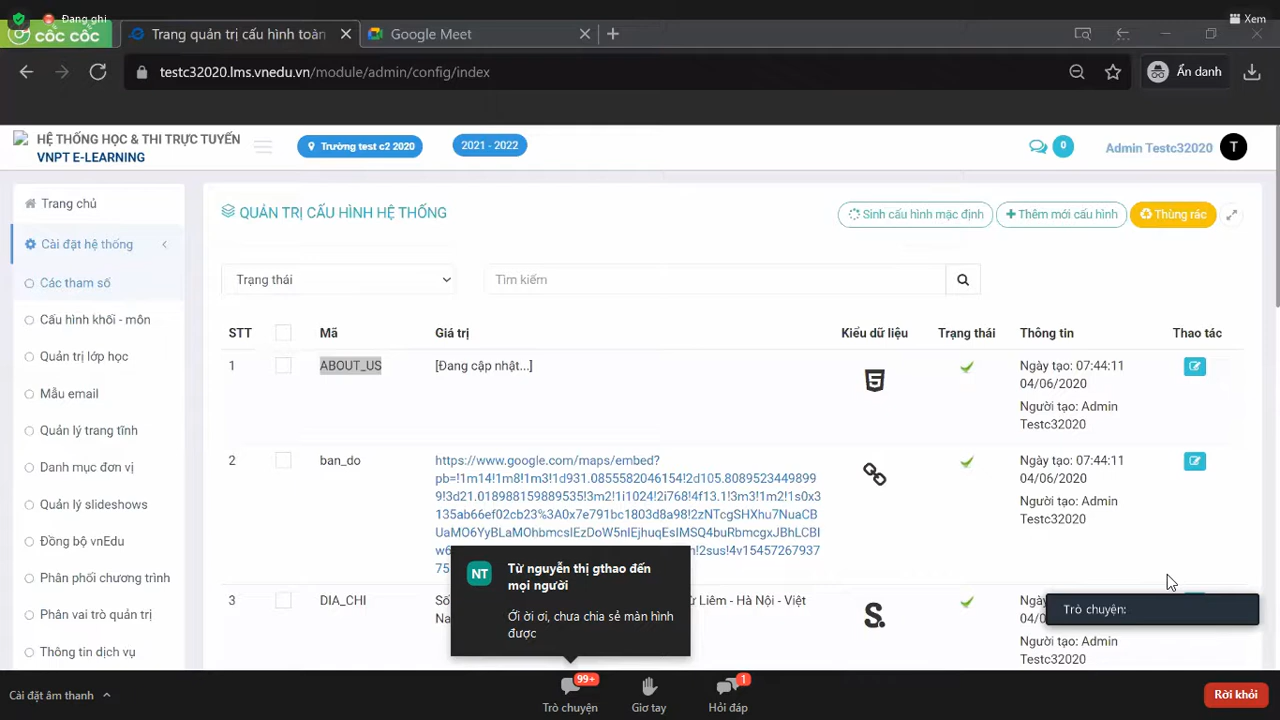 Đang ghi
Xem
cốc cốc
Trang quản trị cấu hình toàn
Google Meet
testc32020.lms.vnedu.vn/module/admin/config/index
Ẩn danh
HỆ THỐNG HỌC & THI TRỰC TUYẾN
VNPT E-LEARNING
Trường test c2 2020
2021 - 2022
0
Admin Testc32020
T
Trang chủ
Cài đặt hệ thống
Các tham số
Cấu hình khối - môn
Quản trị lớp học
Mẫu email
Quản lý trang tĩnh
Danh mục đơn vị
Quản lý slideshows
Đồng bộ vnEdu
Phân phối chương trình
Phân vai trò quản trị
Thông tin dịch vụ
QUẢN TRỊ CẤU HÌNH HỆ THỐNG
Sinh cấu hình mặc định
Thêm mới cấu hình
Thùng rác
Trạng thái
Tìm kiếm
STT
Mã
Giá trị
Kiểu dữ liệu
Trạng thái
Thông tin
Thao tác
1
ABOUT_US
[Đang cập nhật...]
Ngày tạo: 07:44:11
04/06/2020
Người tạo: Admin
Testc32020
2
ban_do
https://www.google.com/maps/embed?
pb=!1m14!1m8!1m3!1d931.0855582046154!2d105.8089523449899
9!3d21.018988159889535!3m2!1i1024!2i768!4f13.1!3m3!1m2!1s0x3
135ab66ef02cb23%3A0x7e791bc1803d8a98!2zNTcgSHXhu7NuaCB
UaMO6YyBLaMOhbmcsIEzDoW5nIEjhuqEsIMSQ4buRbmcgxJBhLCBI
!2sus!4v15457267937
75
Ngày tạo: 07:44:11
04/06/2020
Người tạo: Admin
Testc32020
3
DIA_CHI
Liêm - Hà Nội - Việt
Người tạo: Admin
Testc32020
NT
Từ nguyễn thị gthao đến
mọi người
Ới ời ơi, chưa chia sẻ màn hình
được
Trò chuyện:
Cài đặt âm thanh
99+
Trò chuyện
Giơ tay
1
Hỏi đáp
Rời khỏi